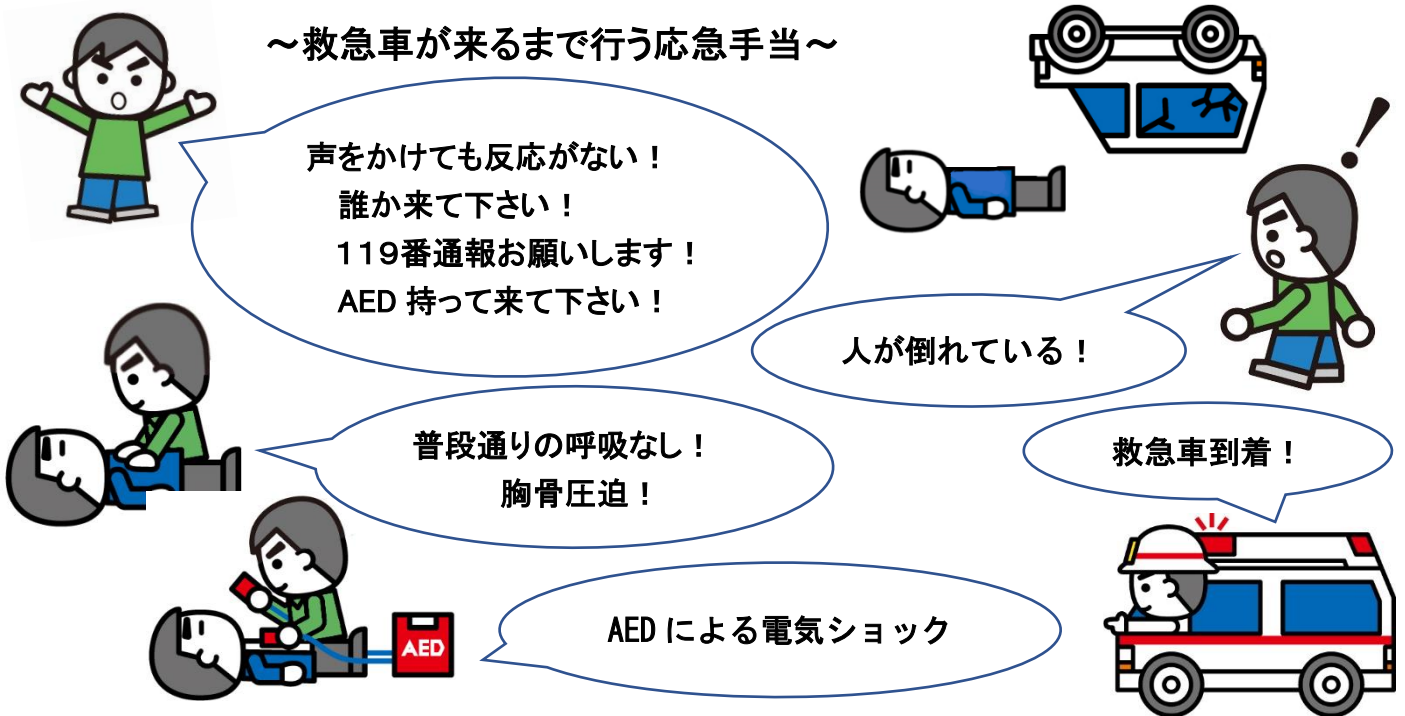 ～救急車が来るまで行う応急手当～
人が倒れている！
声をかけても反応がない！
誰か来て下さい！
１１９番通報お願いします！
AED 持って来て下さい！
普段通りの呼吸なし！
胸骨圧迫！
AED による電気ショック
AED
救急車到着！